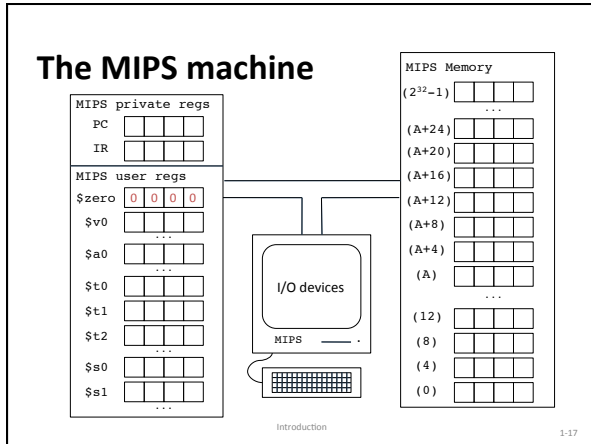 The MIPS machine
MIPS private regs
PC
IR
MIPS user regs
$zero 0 0 0 0
$v0
...
$a0
...
$t0
$t1
$t2
...
$s0
$s1
...
I/O devices
MIPS
MIPS Memory
(2³²-1)
...
(A+24)
(A+20)
(A+16)
(A+12)
(A+8)
(A+4)
(A)
...
(12)
(8)
(4)
(0)
Introduction
1-17